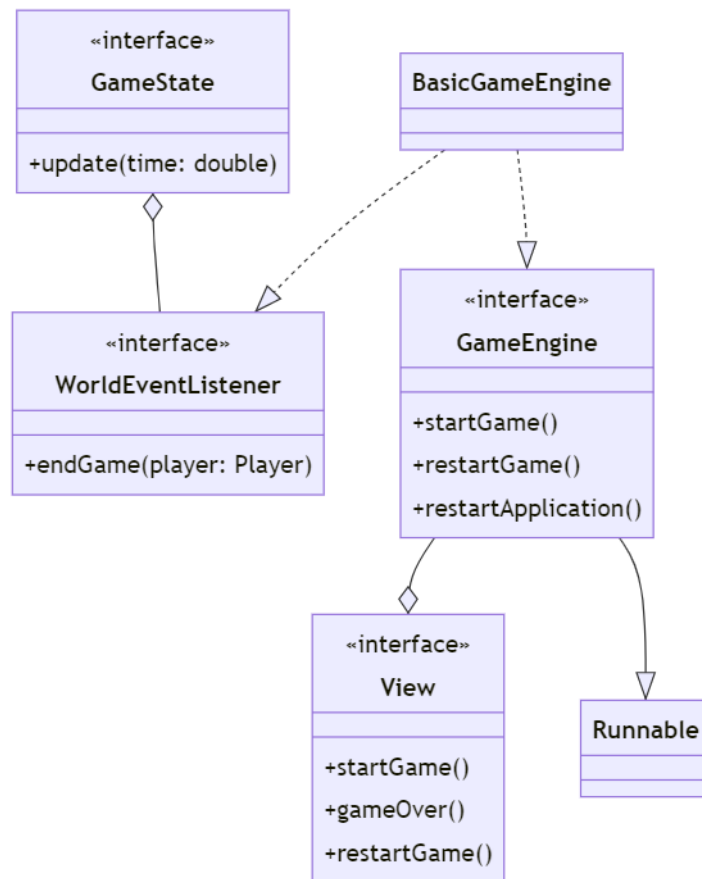 «interface»
GameState
+update(time: double)
BasicGameEngine
«interface»
WorldEventListener
+endGame(player: Player)
«interface»
GameEngine
+startGame()
+restartGame()
+restartApplication()
«interface»
View
+startGame()
+gameOver()
+restartGame()
Runnable